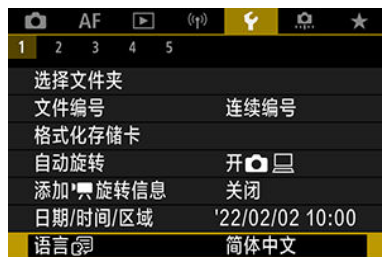 AF
1 2 3 4 5
选择文件夹
文件编号 连续编号
格式化存储卡
自动旋转 开
添加旋转信息 关闭
日期/时间/区域 '22/02/02 10:00
语言 简体中文